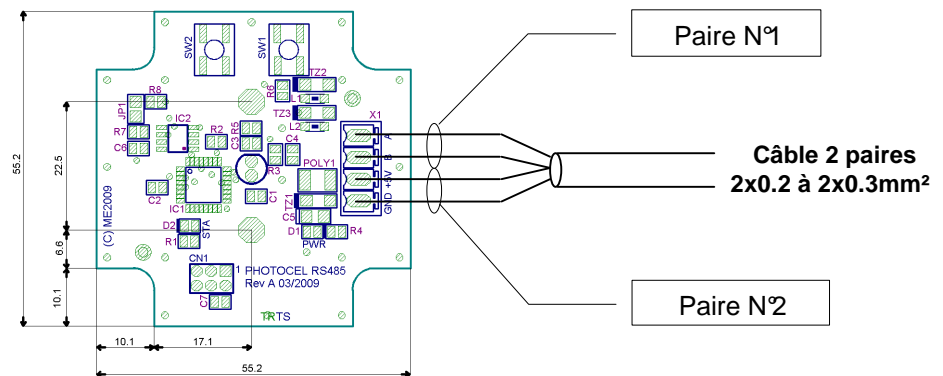 SW2
SW1
R8
JP1
R7
C6
IC2
R2
R5
C3
R6
TZ2
L1
TZ3
L2
C4
R3
X1
A
B
+5V
GND
POLY1
C2
IC1
C1
TZ1
C5
D2
R1
STA
D1
R4
PWR
CN1
1
C7
PHOTOCEL RS485
Rev A 03/2009
TRTS
(C) ME2009
55.2
22.5
6.6
10.1
10.1
17.1
55.2
Paire N°1
Câble 2 paires
2x0.2 à 2x0.3mm²
Paire N°2